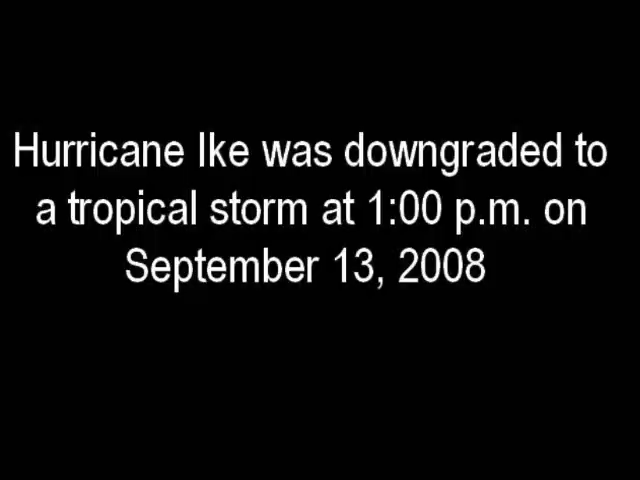 Hurricane Ike was downgraded to
a tropical storm at 1:00 p.m. on
September 13, 2008